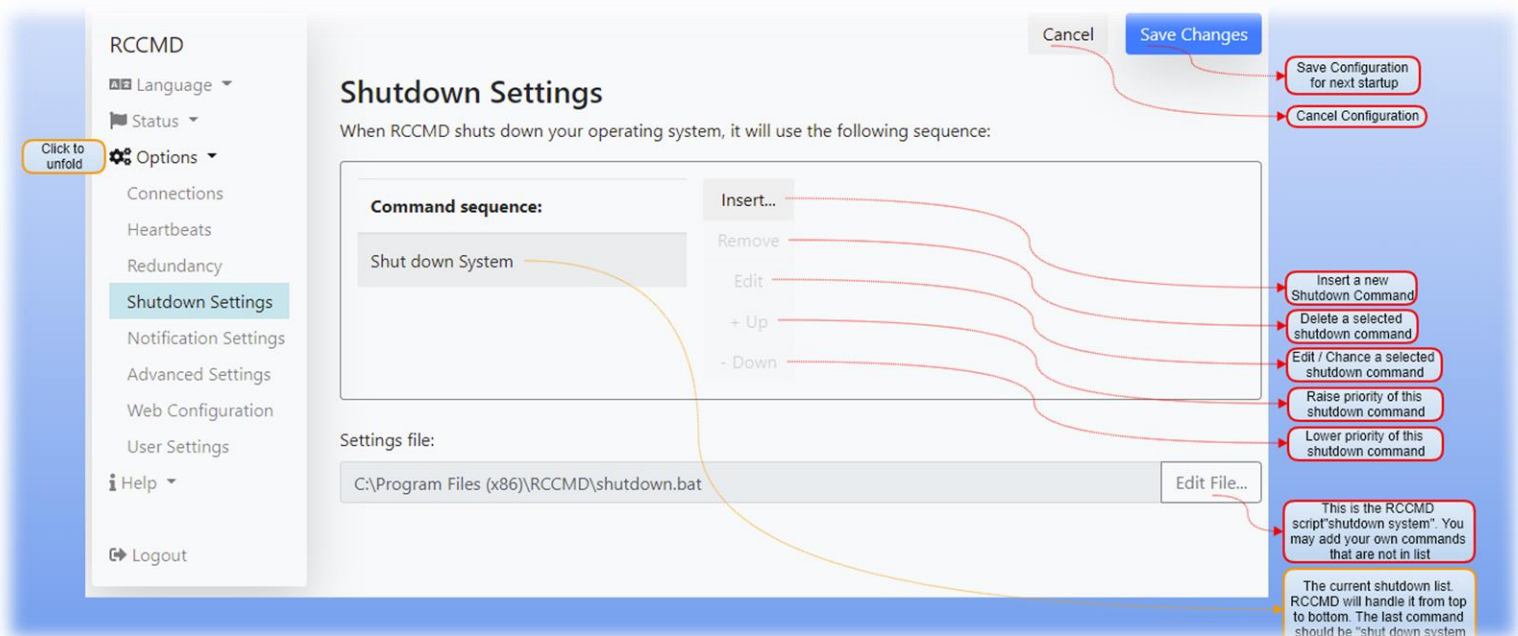 RCCMD
Language
Status
Options
Connections
Heartbeats
Redundancy
Shutdown Settings
Notification Settings
Advanced Settings
Web Configuration
User Settings
Help
Logout
Click to
unfold
Cancel
Save Changes
Shutdown Settings
When RCCMD shuts down your operating system, it will use the following sequence:
Command sequence:
Shut down System
Insert...
Remove
Edit
+ Up
- Down
Settings file:
C:\Program Files (x86)\RCCMD\shutdown.bat
Edit File...
Save Configuration
for next startup
Cancel Configuration
Insert a new
Shutdown Command
Delete a selected
shutdown command
Edit / Chance a selected
shutdown command
Raise priority of this
shutdown command
Lower priority of this
shutdown command
This is the RCCMD
script"shutdown system". You
may add your own commands
that are not in list
The current shutdown list.
RCCMD will handle it from top
to bottom. The last command
should be "shut down system